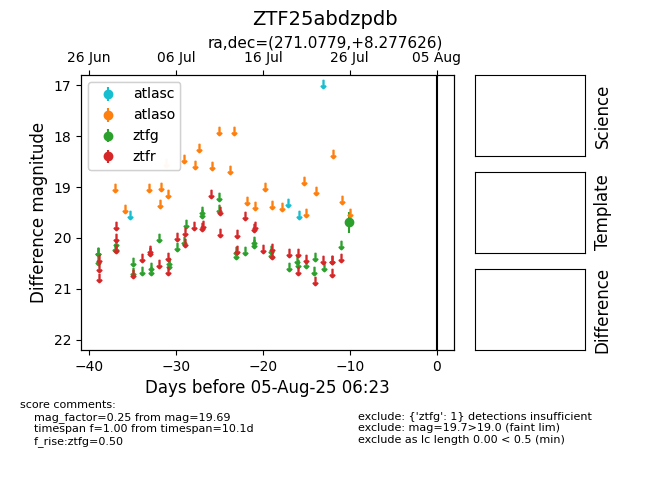 ZTF25abdzpdb
ra,dec=(271.0779,+8.277626)
26 Jun 06 Jul 16 Jul 26 Jul 05 Aug
17
18
19
20
21
22
Difference magnitude
atlasc
atlaso
ztfg
ztfr
−40 −30 −20 −10 0
Days before 05-Aug-25 06:23
Science
Template
Difference
score comments:
mag_factor=0.25 from mag=19.69
timespan f=1.00 from timespan=10.1d
f_rise:ztfg=0.50
exclude: {'ztfg': 1} detections insufficient
exclude: mag=19.7>19.0 (faint lim)
exclude as lc length 0.00 < 0.5 (min)